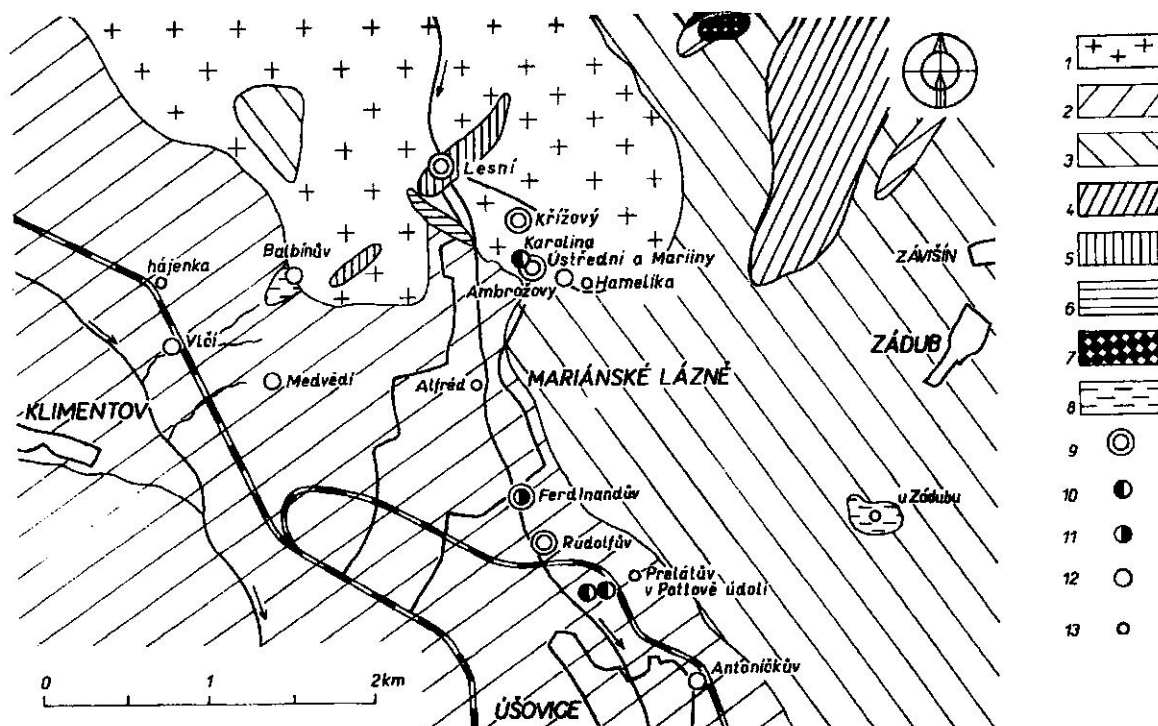 Lesní
Křížový
Karolina
Ústřední a Mariiny
Ambrožovy
Hamelika
Balbínův
hájenka
Vlčí
Medvědí
KLIMENTOV
Alfréd
MARIÁNSKÉ LÁZNĚ
ZÁVIŠÍN
ZÁDUB
u Zádubu
Ferdinandův
Rudolfův
Prelátův
v Pottově údolí
Antoníčkův
ÚŠOVICE
0 1 2km
1
2
3
4
5
6
7
8
9
10
11
12
13